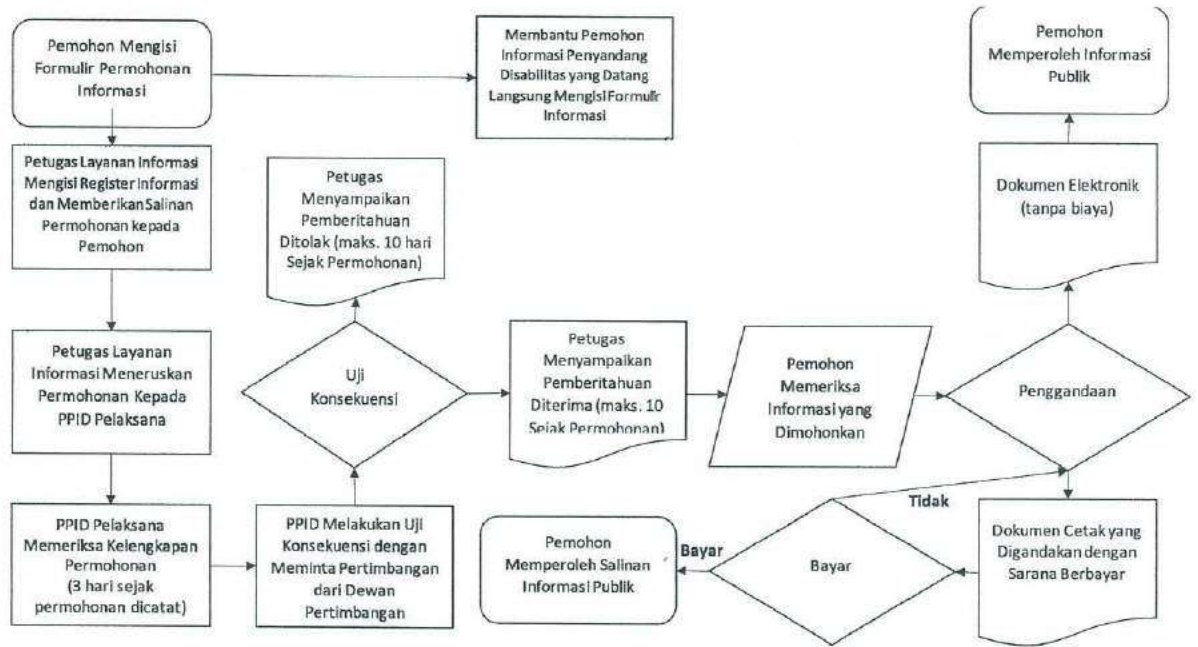 Pemohon Mengisi
Formulir Permohonan
Informasi
Membantu Pemohon
Informasi Penyandang
Disabilitas yang Datang
Langsung Mengisi Formulir
Informasi
Pemohon
Memperoleh Informasi
Publik
Petugas Layanan Informasi
Mengisi Register Informasi
dan Memberikan Salinan
Permohonan kepada
Pemohon
Petugas
Menyampaikan
Pemberitahuan
Ditolak (maks. 10 hari
Sejak Permohonan)
Dokumen Elektronik
(tanpa biaya)
Petugas Layanan
Informasi Meneruskan
Permohonan Kepada
PPID Pelaksana
Uji
Konsekuensi
Petugas
Menyampaikan
Pemberitahuan
Diterima (maks. 10
Sejak Permohonan)
Pemohon
Memeriksa
Informasi yang
Dimohonkan
Penggandaan
PPID Pelaksana
Memeriksa Kelengkapan
Permohonan
(3 hari sejak
permohonan dicatat)
PPID Melakukan Uji
Konsekuensi dengan
Meminta Pertimbangan
dari Dewan
Pertimbangan
Pemohon
Memperoleh Salinan
Informasi Publik
Bayar
Bayar
Tidak
Dokumen Cetak yang
Digandakan dengan
Sarana Berbayar